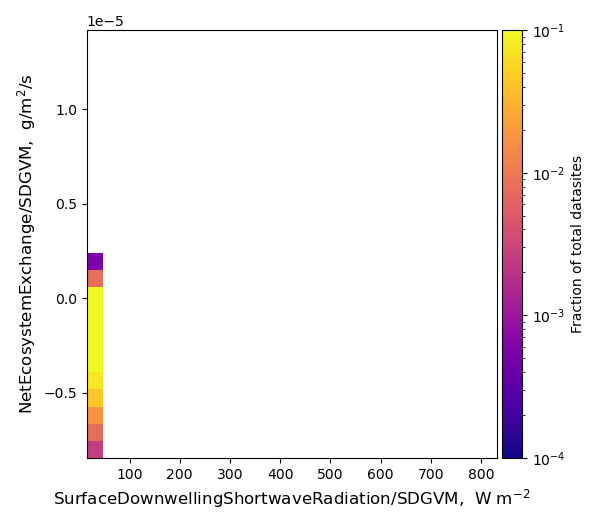 1e−5
1.0
0.5
0.0
−0.5
NetEcosystemExchange/SDGVM, g/m²/s
100 200 300 400 500 600 700 800
SurfaceDownwellingShortwaveRadiation/SDGVM, W m⁻²
10⁻¹
10⁻²
10⁻³
10⁻⁴
Fraction of total datasites